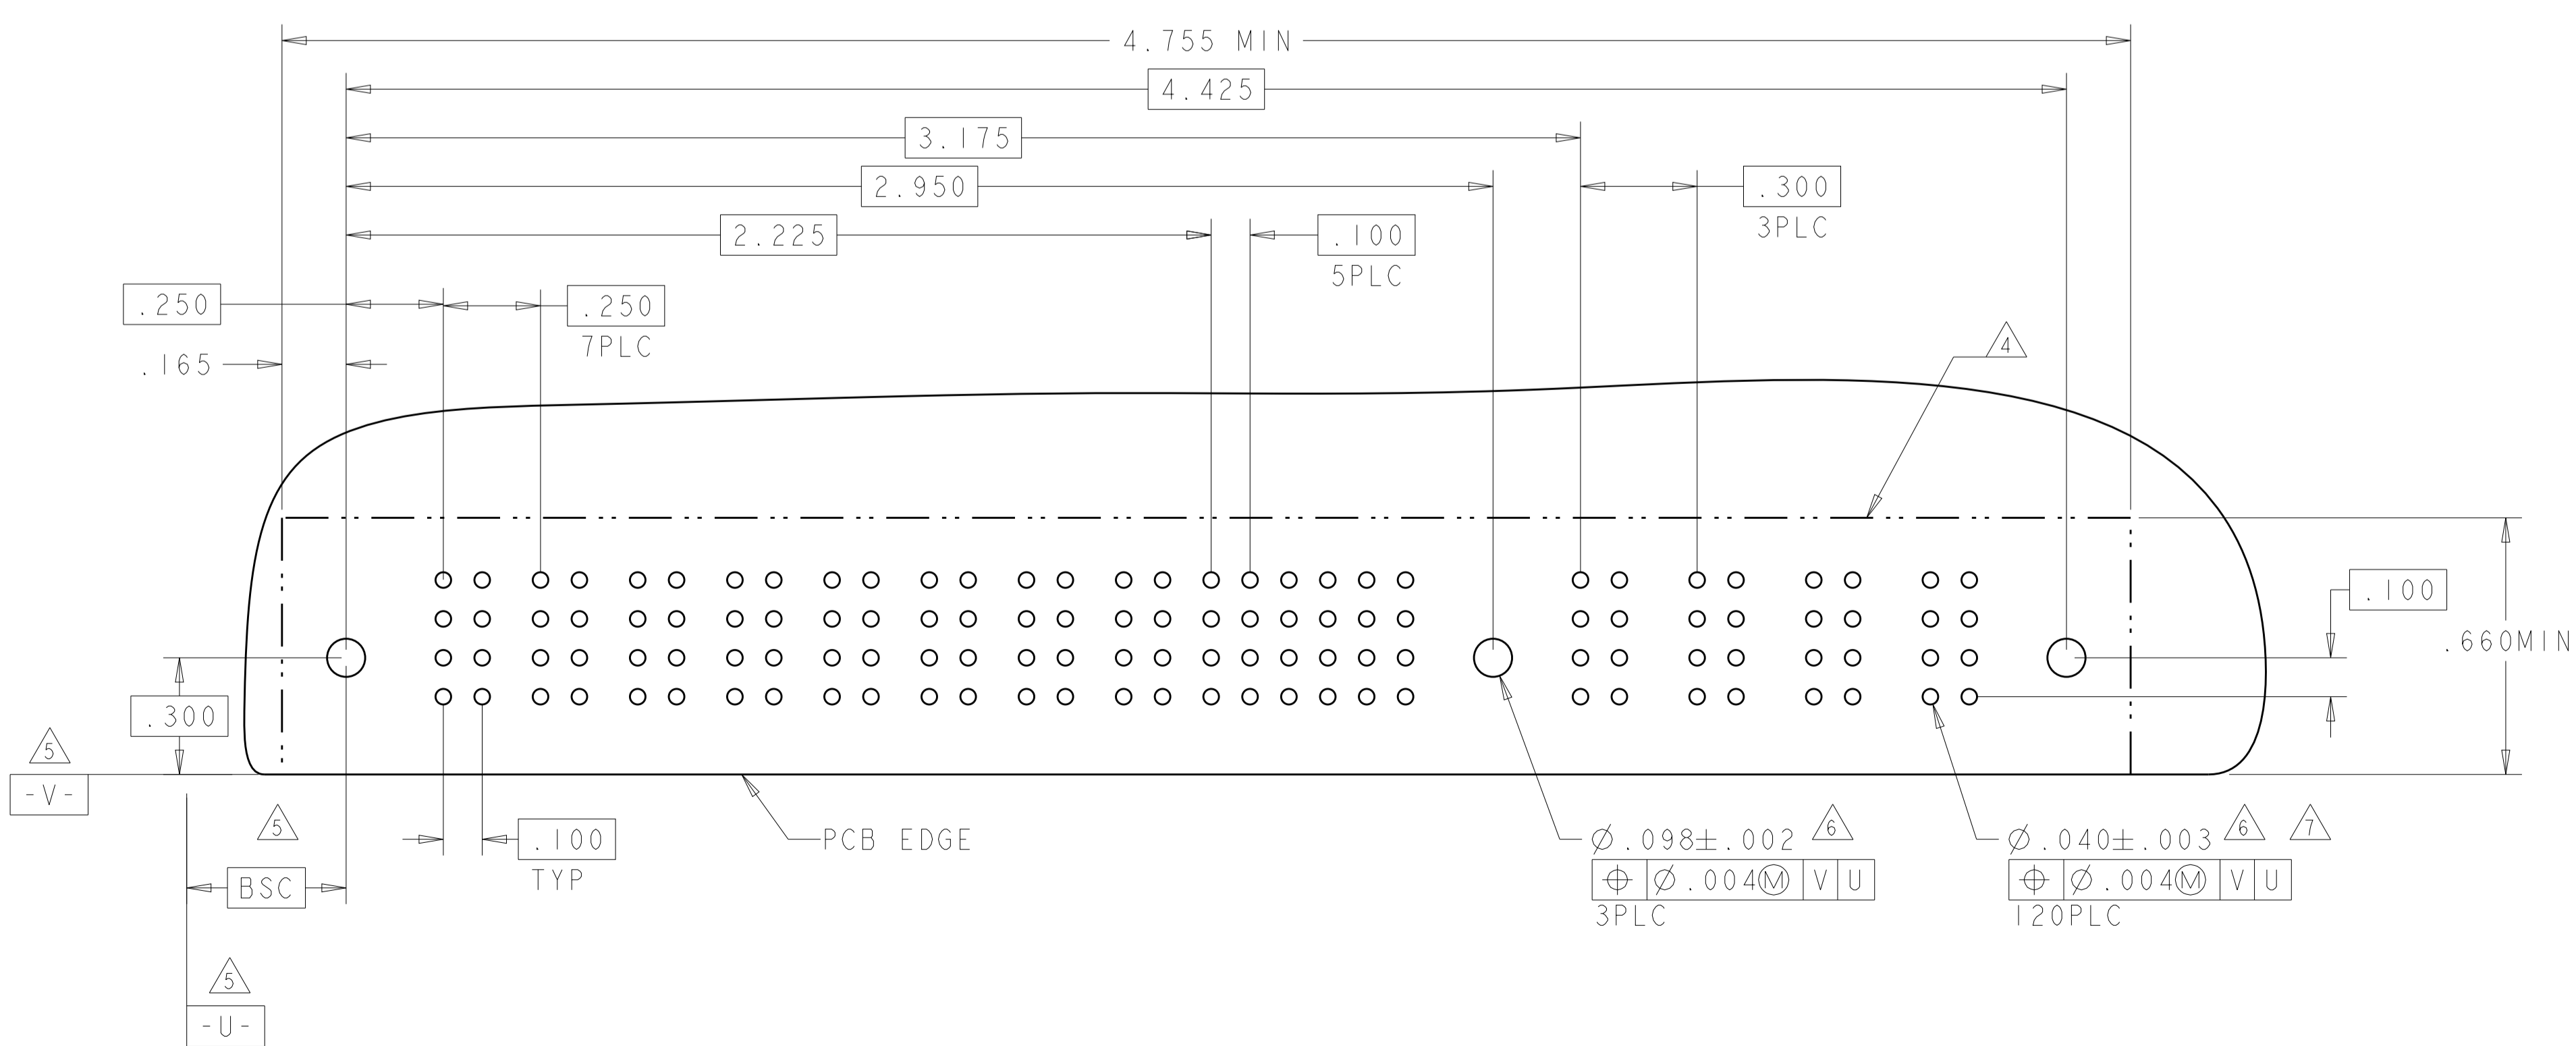 4.755 MIN
4.425
3.175
2.950
.300
3PLC
2.225
.100
5PLC
.250
.250
7PLC
.165
4
.100
.660MIN
.300
5
-V-
5
BSC
.100
TYP
PCB EDGE
Ø.098±.002 6
⌖ Ø.004Ⓜ V U
3PLC
Ø.040±.003 6 7
⌖ Ø.004Ⓜ V U
120PLC
5
-U-